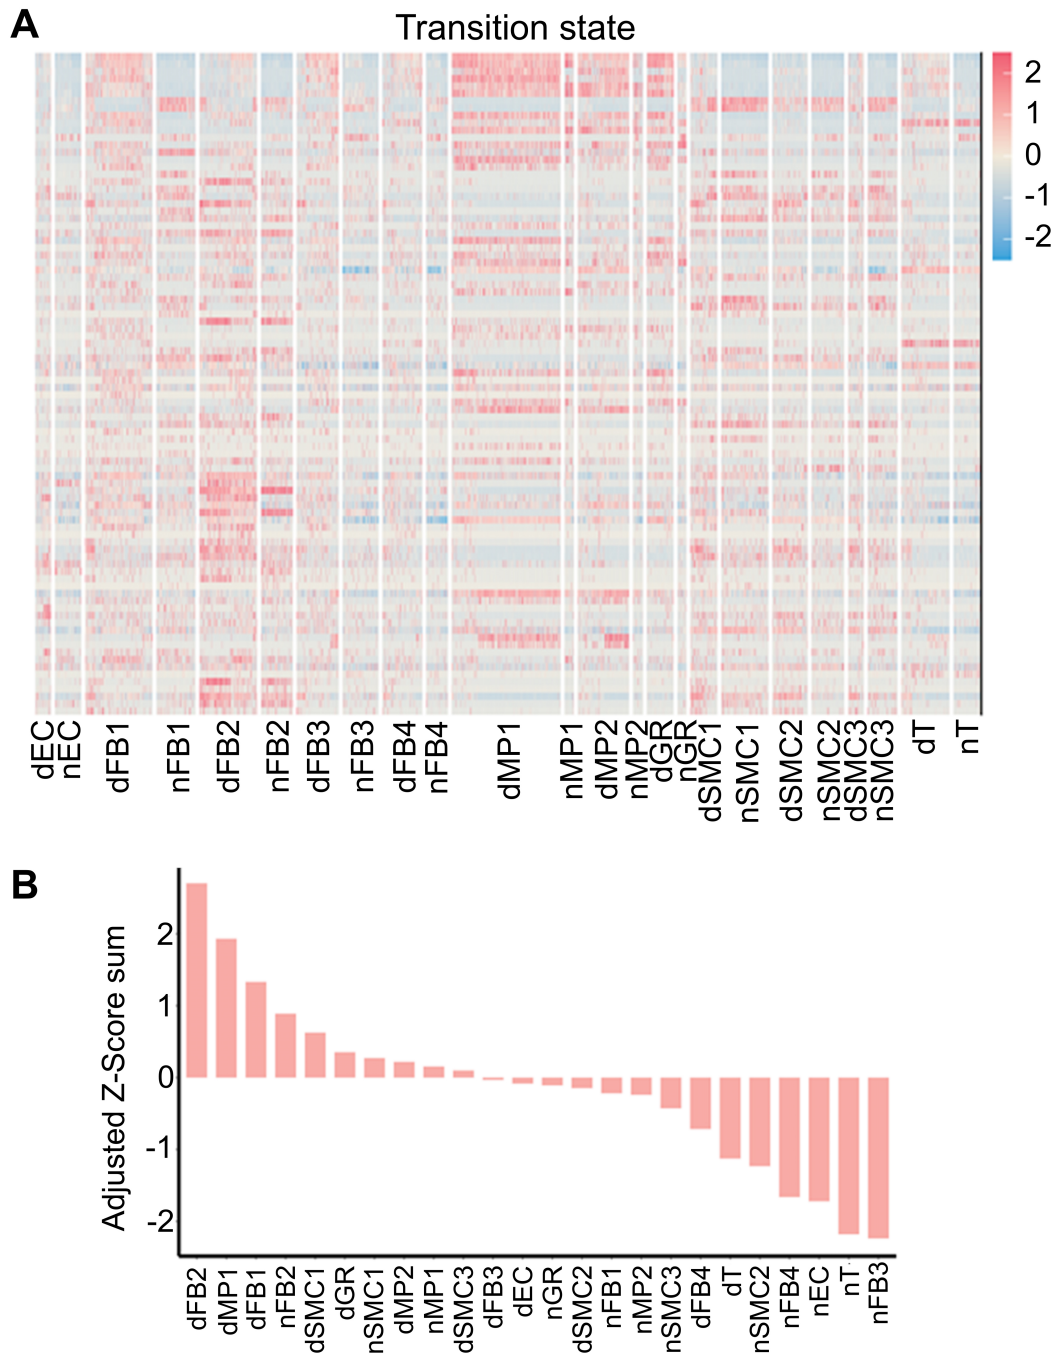 A
Transition state
2
1
0
-1
-2
dEC
nEC
dFB1
nFB1
dFB2
nFB2
dFB3
nFB3
dFB4
nFB4
dMP1
nMP1
dMP2
nMP2
dGR
nGR
dSMC1
nSMC1
dSMC2
nSMC2
dSMC3
nSMC3
dT
nT
B
Adjusted Z-Score sum
2
1
0
-1
-2
dFB2
dMP1
dFB1
nFB2
dSMC1
dGR
nSMC1
dMP2
nMP1
dSMC3
dFB3
dEC
nGR
dSMC2
nFB1
nMP2
nSMC3
dFB4
dT
nSMC2
nFB4
nEC
nT
nFB3